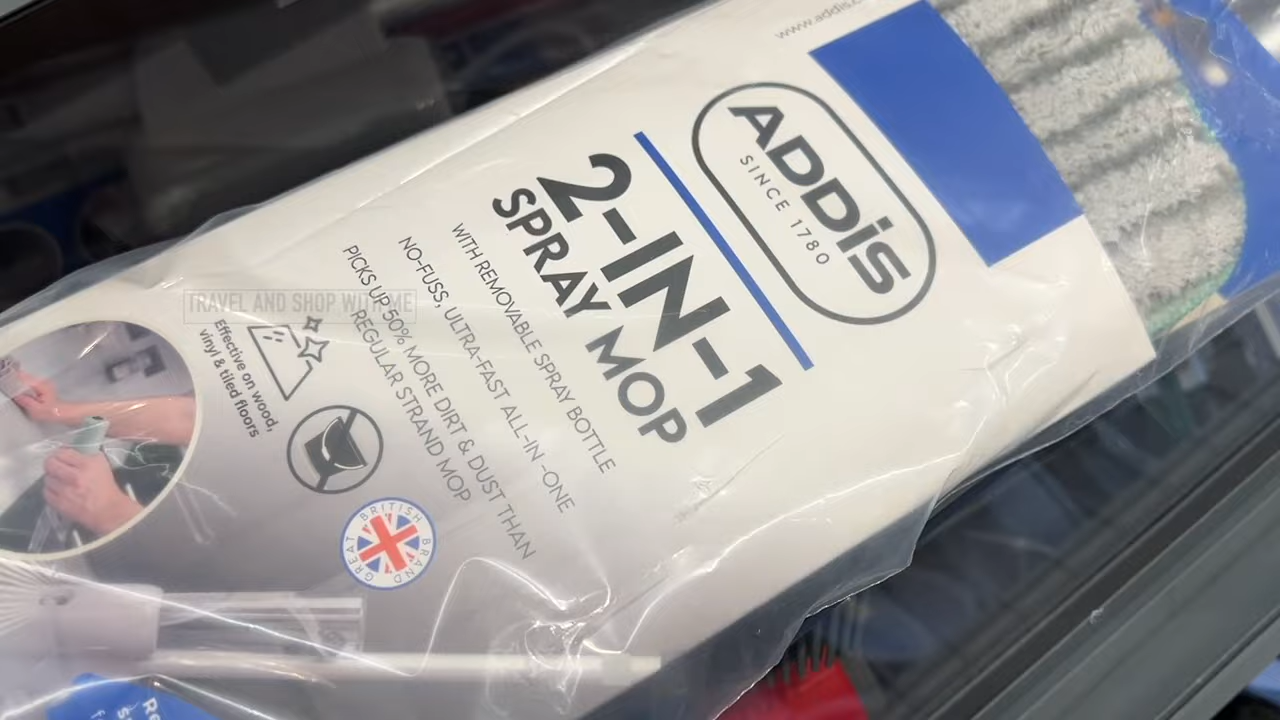 www.addis.c
ADDiS
SINCE 1780
2-IN-1
SPRAY MOP
WITH REMOVABLE SPRAY BOTTLE
NO-FUSS, ULTRA-FAST ALL-IN-ONE
PICKS UP 50% MORE DIRT & DUST THAN
REGULAR STRAND MOP
TRAVEL AND SHOP WITH ME
Effective on wood,
vinyl & tiled floors
GREAT BRITISH BRAND